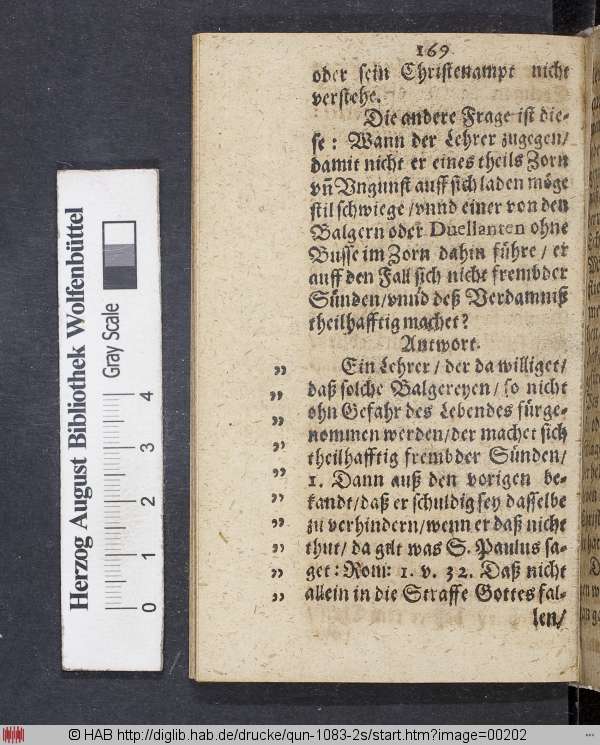 169
oder sein Christenampt nicht
verstehe.
Die andere Frage ist die-
se: Wann der Lehrer zugegen/
damit nicht er eines theils Zorn
vñ Vngunst auff sich laden möge
stil schwiege/vnnd einer von den
Balgern oder Duellanten ohne
Busse im Zorn dahin führe/er
auff den Fall sich nicht frembder
Sünden/vnnd deß Verdamniß
theilhafftig machet?
Antwort.
„ Ein Lehrer/der da williget/
„ daß solche Balgereyen/so nicht
„ ohn Gefahr des Lebendes fürge-
„ nommen werden/der machet sich
„ theilhafftig frembder Sünden/
„ 1. Dann auß den vorigen be-
„ kandt/daß er schuldig sey dasselbe
„ zu verhindern/wenn er daß nicht
„ thut/da gilt was S. Paulus sa-
„ get: Rom: 1. v. 32. Daß nicht
„ allein in die Straffe Gottes fal-
len/
Herzog August Bibliothek Wolfenbüttel
Gray Scale
0 1 2 3 4
© HAB http://diglib.hab.de/drucke/qun-1083-2s/start.htm?image=00202